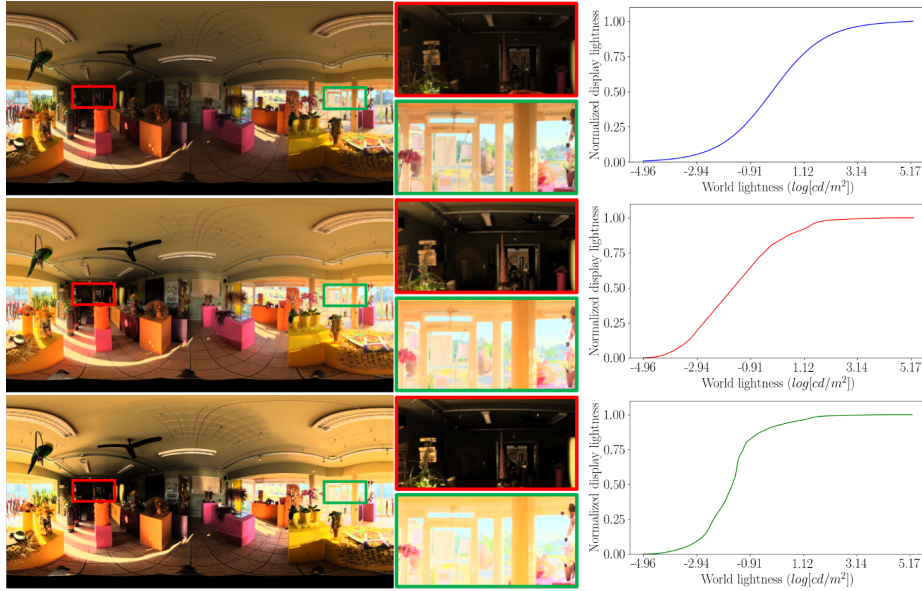 Normalized display lightness
1.00
0.75
0.50
0.25
0.00
-4.96 -2.94 -0.91 1.12 3.14 5.17
World lightness (log[cd/m²])
Normalized display lightness
1.00
0.75
0.50
0.25
0.00
-4.96 -2.94 -0.91 1.12 3.14 5.17
World lightness (log[cd/m²])
Normalized display lightness
1.00
0.75
0.50
0.25
0.00
-4.96 -2.94 -0.91 1.12 3.14 5.17
World lightness (log[cd/m²])